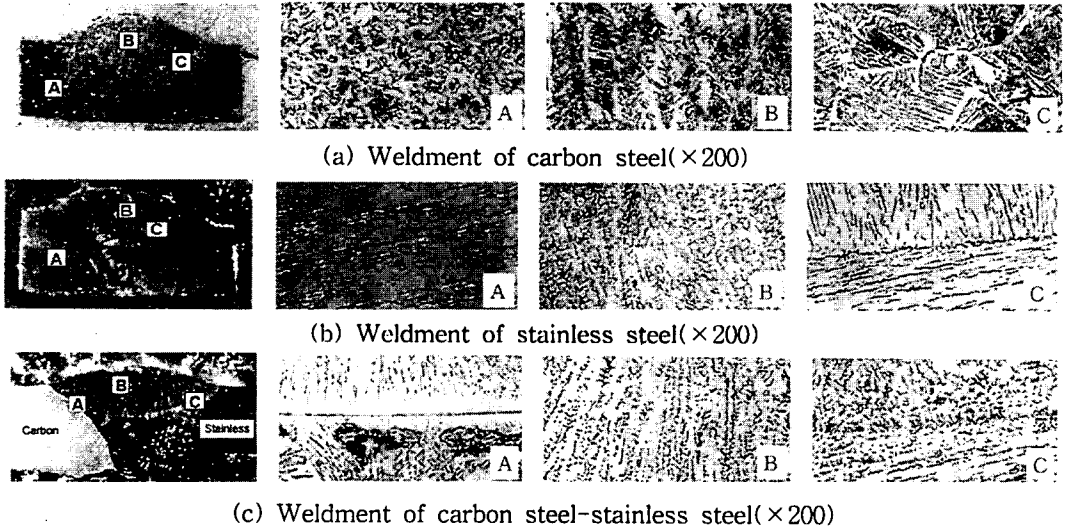 B
C
A
A
B
C
(a) Weldment of carbon steel(×200)
B
C
A
A
B
C
(b) Weldment of stainless steel(×200)
B
A
C
Carbon
Stainless
A
B
C
(c) Weldment of carbon steel-stainless steel(×200)